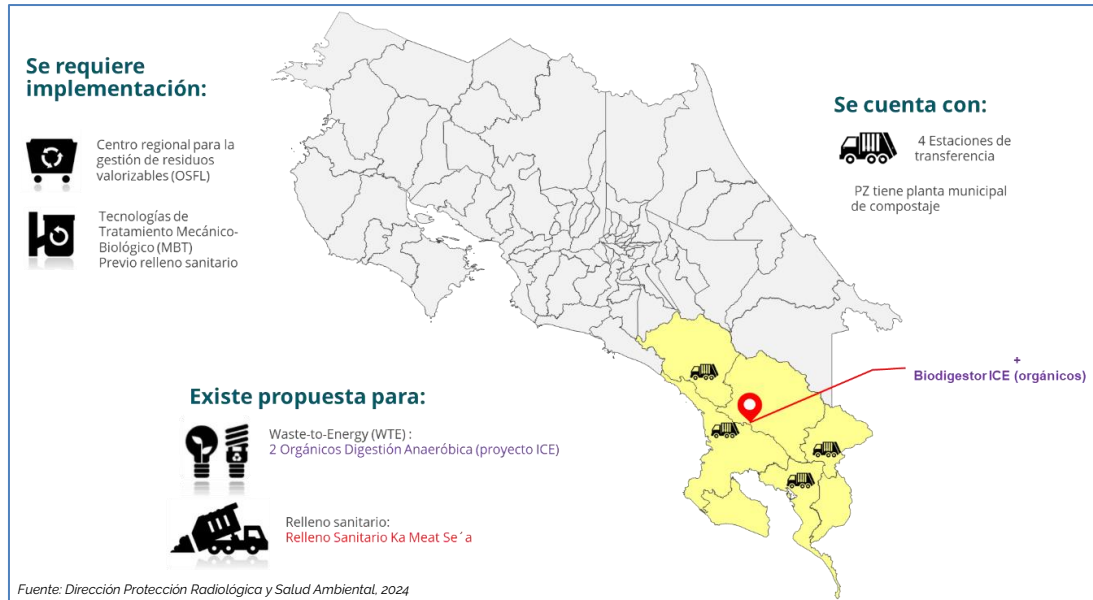 Se requiere
implementación:
Centro regional para la
gestión de residuos
valorizables (OSFL)
Tecnologías de
Tratamiento Mecánico-
Biológico (MBT)
Previo relleno sanitario
Se cuenta con:
4 Estaciones de
transferencia
PZ tiene planta municipal
de compostaje
+
Biodigestor ICE (orgánicos)
Existe propuesta para:
Waste-to-Energy (WTE) :
2 Orgánicos Digestión Anaeróbica (proyecto ICE)
Relleno sanitario:
Relleno Sanitario Ka Meat Se´a
Fuente: Dirección Protección Radiológica y Salud Ambiental, 2024